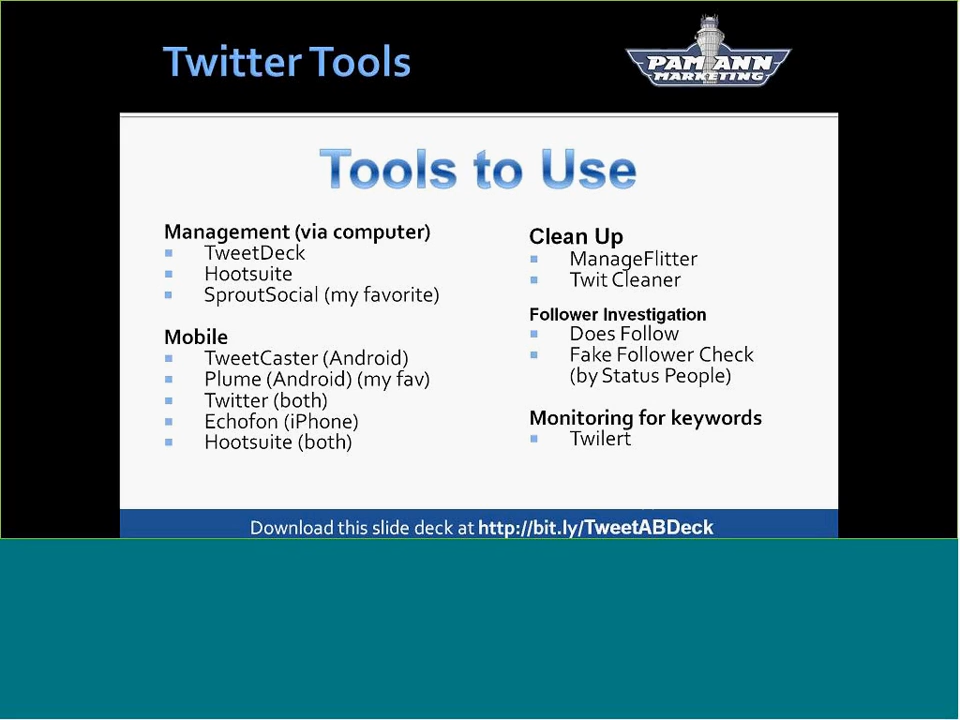 Twitter Tools
PAM ANN
MARKETING
Tools to Use
Management (via computer)
TweetDeck
Hootsuite
SproutSocial (my favorite)
Mobile
TweetCaster (Android)
Plume (Android) (my fav)
Twitter (both)
Echofon (iPhone)
Hootsuite (both)
Clean Up
ManageFlitter
Twit Cleaner
Follower Investigation
Does Follow
Fake Follower Check
(by Status People)
Monitoring for keywords
Twilert
Download this slide deck at http://bit.ly/TweetABDeck